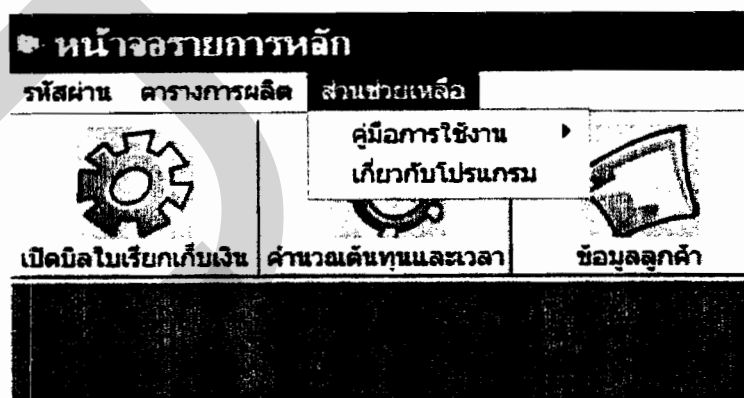 หน้าจอรายการหลัก
รหัสผ่าน ตารางการผลิต ส่วนช่วยเหลือ
คู่มือการใช้งาน
เกี่ยวกับโปรแกรม
เปิดบิลใบเรียกเก็บเงิน คำนวณต้นทุนและเวลา ข้อมูลลูกค้า